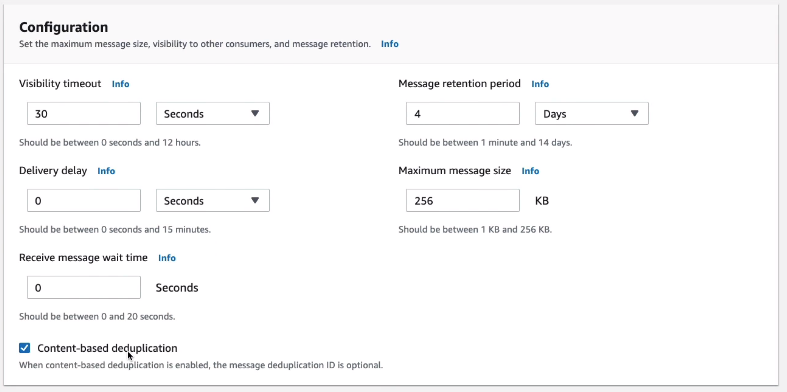 Configuration
Set the maximum message size, visibility to other consumers, and message retention. Info
Visibility timeout Info
30 Seconds
Should be between 0 seconds and 12 hours.
Message retention period Info
4 Days
Should be between 1 minute and 14 days.
Delivery delay Info
0 Seconds
Should be between 0 seconds and 15 minutes.
Maximum message size Info
256 KB
Should be between 1 KB and 256 KB.
Receive message wait time Info
0 Seconds
Should be between 0 and 20 seconds.
Content-based deduplication
When content-based deduplication is enabled, the message deduplication ID is optional.